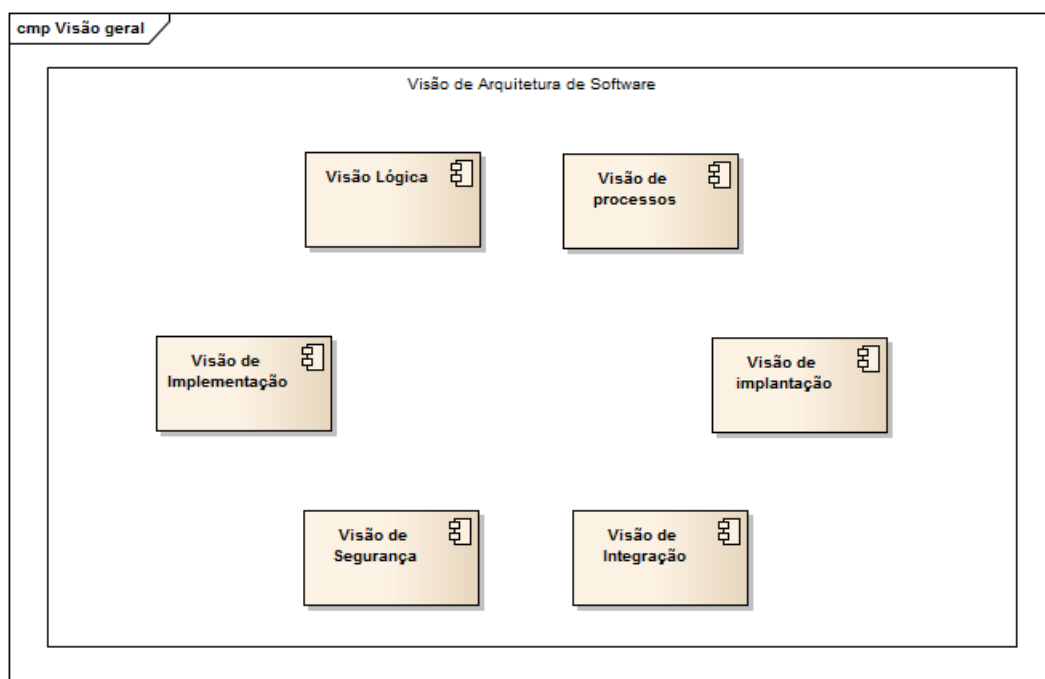 cmp Visão geral
Visão de Arquitetura de Software
Visão Lógica
Visão de
processos
Visão de
Implementação
Visão de
implantação
Visão de
Segurança
Visão de
Integração